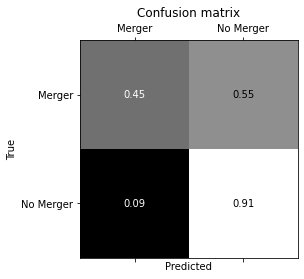 Confusion matrix
Merger No Merger
Merger 0.45 0.55
True
No Merger 0.09 0.91
Predicted